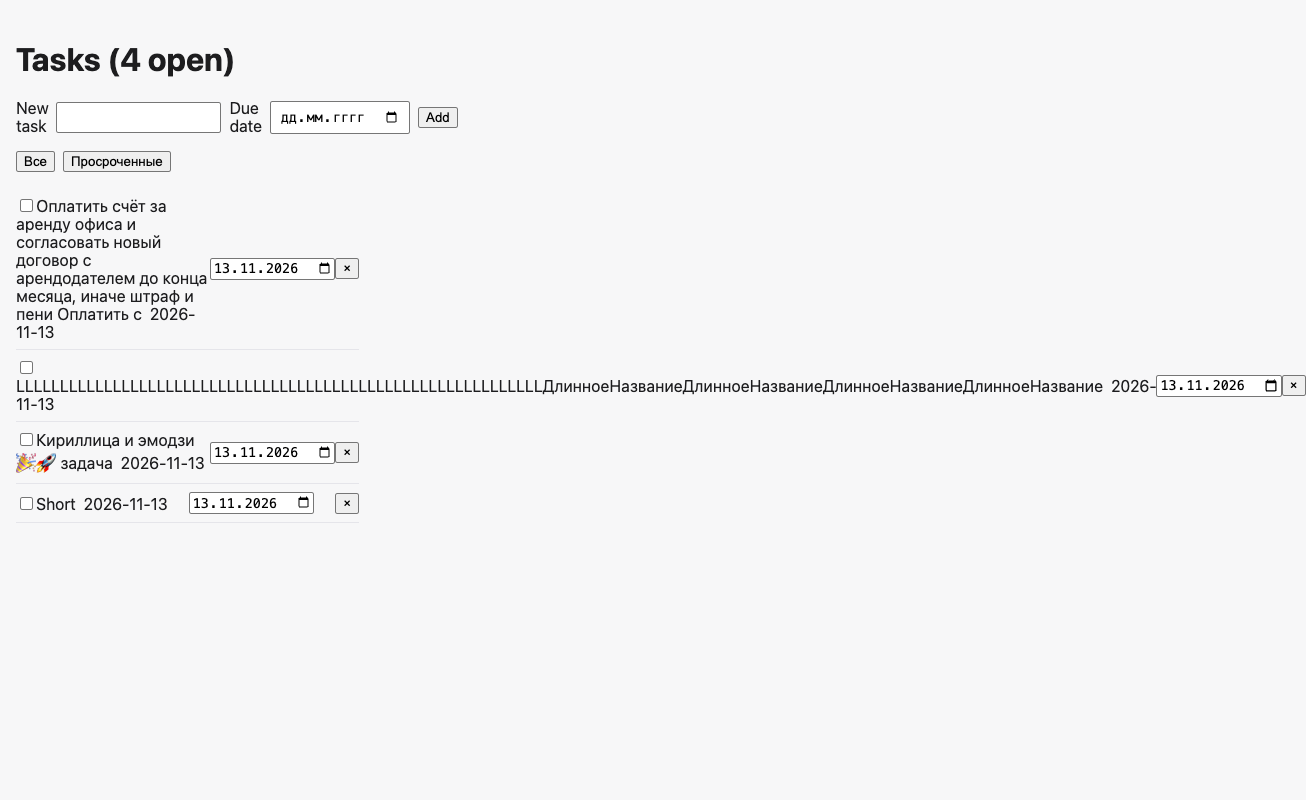 Tasks (4 open)
New task
Due date
дд.мм.гггг
Add
Все
Просроченные
Оплатить счёт за
аренду офиса и
согласовать новый
договор с
арендодателем до конца
месяца, иначе штраф и
пени Оплатить с 2026-
11-13
13.11.2026
×
LLLLLLLLLLLLLLLLLLLLLLLLLLLLLLLLLLLLLLLLLLLLLLLLLLLLLLLLLLLLДлинноеНазваниеДлинноеНазваниеДлинноеНазваниеДлинноеНазвание 2026-
11-13
13.11.2026
×
Кириллица и эмодзи
🎉🚀 задача 2026-11-13
13.11.2026
×
Short 2026-11-13
13.11.2026
×